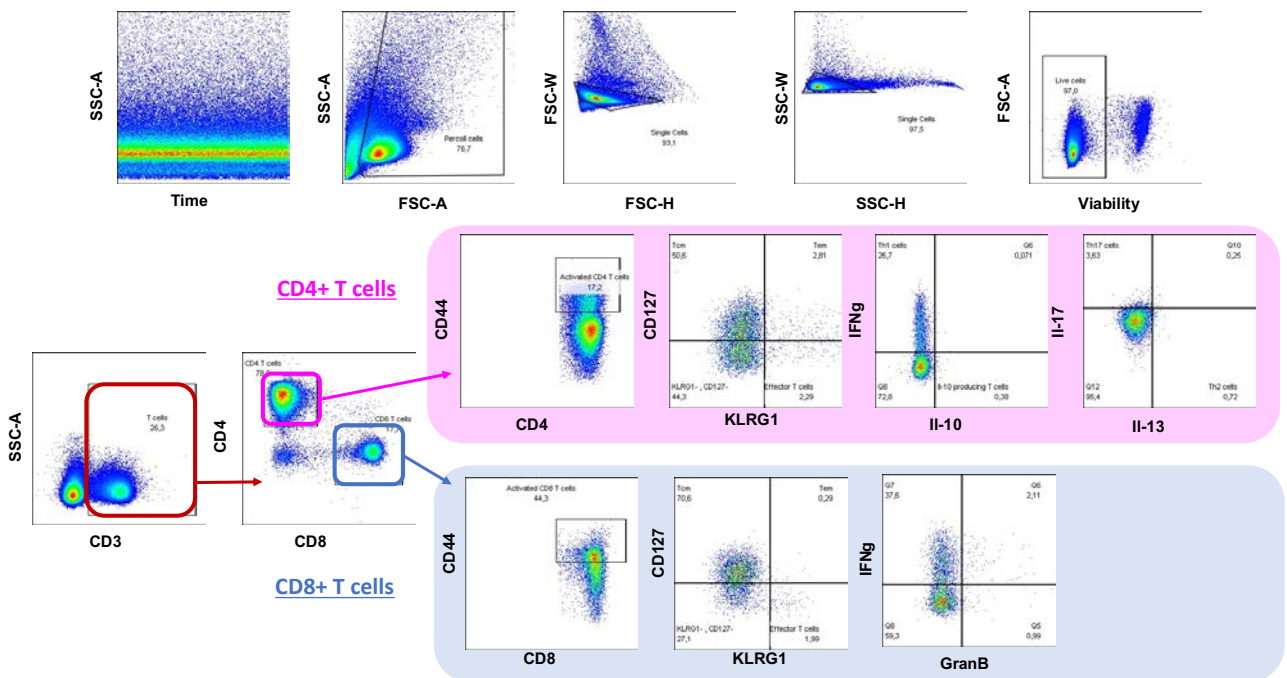 SSC-A
Time
SSC-A
Percoll cells
76,7
FSC-A
FSC-W
Single Cells
93,1
FSC-H
SSC-W
Single Cells
97,5
SSC-H
FSC-A
Live cells
97,0
Viability
CD4+ T cells
SSC-A
T cells
26,3
CD3
CD4
CD4 T cells
CD8 T cells
CD8
CD8+ T cells
CD44
Activated CD4 T cells
17,2
CD4
CD127
Tcm
50,6
Tem
2,81
KLRG1- , CD127-
44,3
Effector T cells
2,29
KLRG1
IFNg
Th1 cells
26,7
Q6
0,071
Q8
72,8
Il-10 producing T cells
0,38
Il-10
Il-17
Th17 cells
3,63
Q10
0,25
Q12
95,4
Th2 cells
0,72
Il-13
CD44
Activated CD8 T cells
44,3
CD8
CD127
Tcm
70,6
Tem
0,29
KLRG1- , CD127-
27,1
Effector T cells
1,99
KLRG1
IFNg
Q7
37,6
Q6
2,11
Q8
59,3
Q5
0,99
GranB